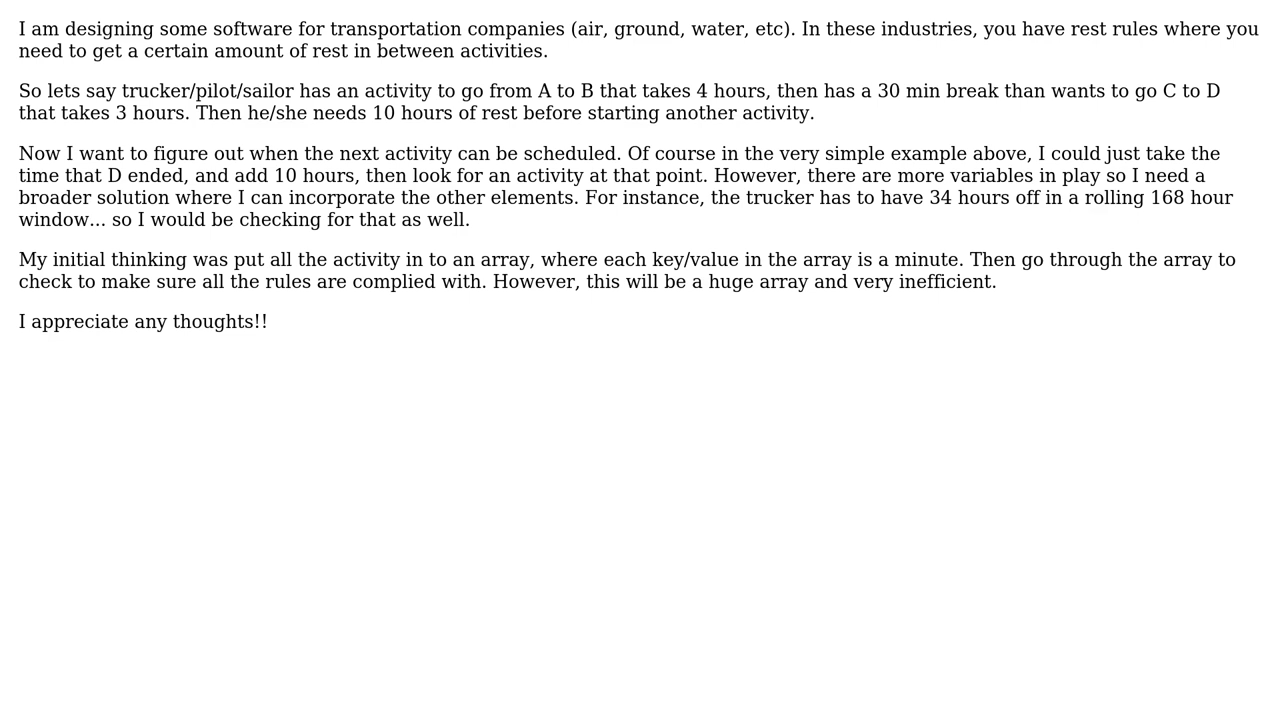 I am designing some software for transportation companies (air, ground, water, etc). In these industries, you have rest rules where you
need to get a certain amount of rest in between activities.
So lets say trucker/pilot/sailor has an activity to go from A to B that takes 4 hours, then has a 30 min break than wants to go C to D
that takes 3 hours. Then he/she needs 10 hours of rest before starting another activity.
Now I want to figure out when the next activity can be scheduled. Of course in the very simple example above, I could just take the
time that D ended, and add 10 hours, then look for an activity at that point. However, there are more variables in play so I need a
broader solution where I can incorporate the other elements. For instance, the trucker has to have 34 hours off in a rolling 168 hour
window... so I would be checking for that as well.
My initial thinking was put all the activity in to an array, where each key/value in the array is a minute. Then go through the array to
check to make sure all the rules are complied with. However, this will be a huge array and very inefficient.
I appreciate any thoughts!!